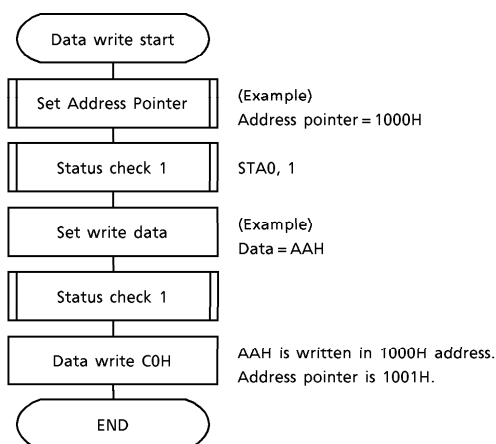 Data write start
Set Address Pointer
(Example)
Address pointer = 1000H
Status check 1
STA0, 1
Set write data
(Example)
Data = AAH
Status check 1
Data write C0H
AAH is written in 1000H address.
Address pointer is 1001H.
END